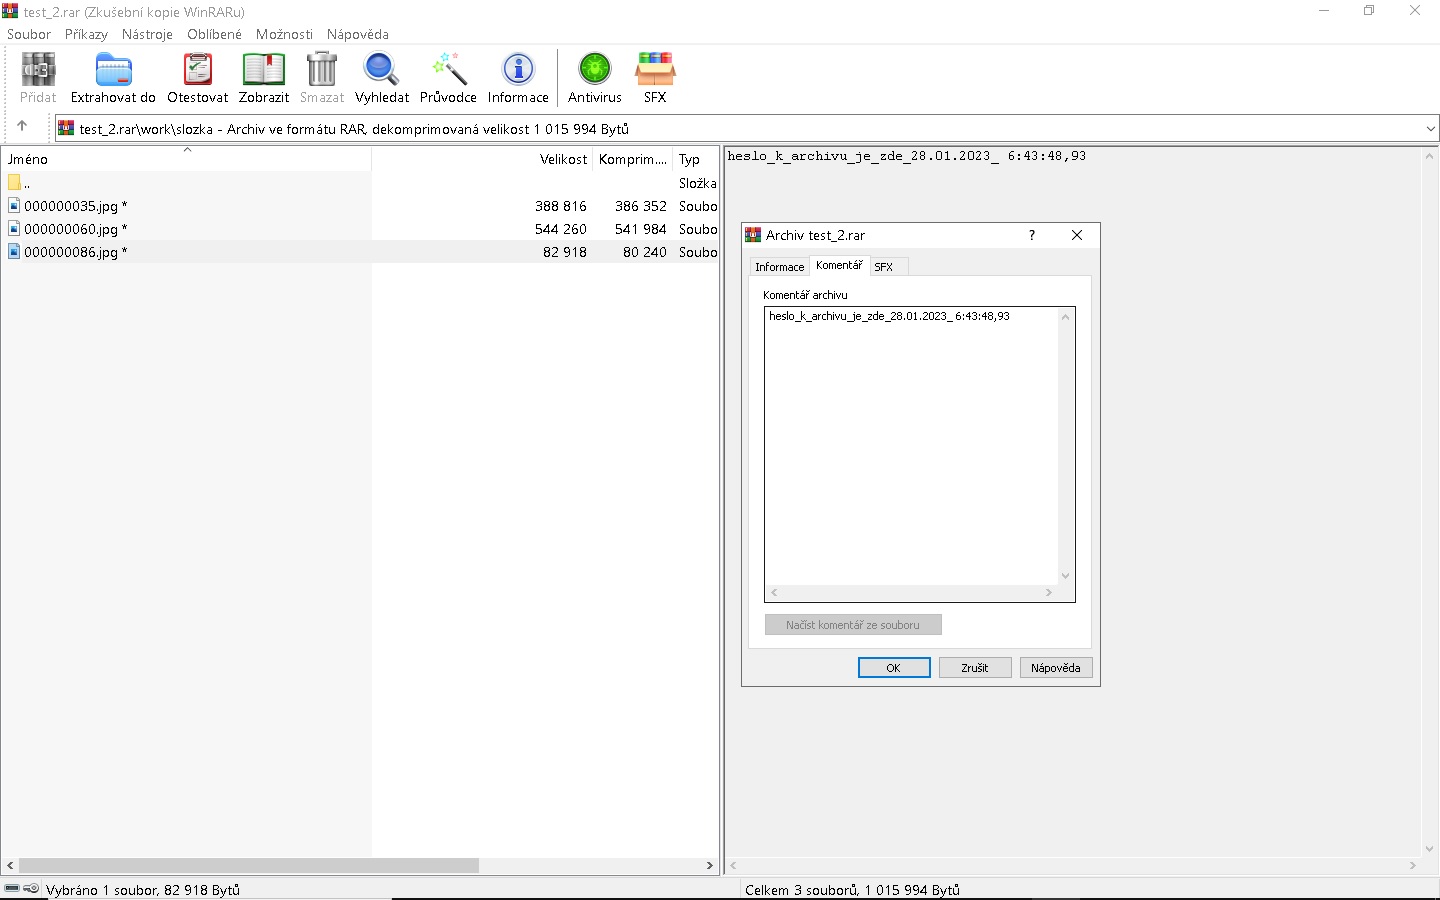 test_2.rar (Zkušební kopie WinRARu)
Soubor Příkazy Nástroje Oblíbené Možnosti Nápověda
Přidat Extrahovat do Otestovat Zobrazit Smazat Vyhledat Průvodce Informace Antivirus SFX
test_2.rar\work\slozka - Archiv ve formátu RAR, dekomprimovaná velikost 1 015 994 Bytů
Jméno Velikost Komprim.... Typ
.. Složka
000000035.jpg * 388 816 386 352 Soubo
000000060.jpg * 544 260 541 984 Soubo
000000086.jpg * 82 918 80 240 Soubo
heslo_k_archivu_je_zde_28.01.2023_ 6:43:48,93
Archiv test_2.rar ?
Informace Komentář SFX
Komentář archivu
heslo_k_archivu_je_zde_28.01.2023_ 6:43:48,93
Načíst komentář ze souboru
OK Zrušit Nápověda
Vybráno 1 soubor, 82 918 Bytů
Celkem 3 souborů, 1 015 994 Bytů